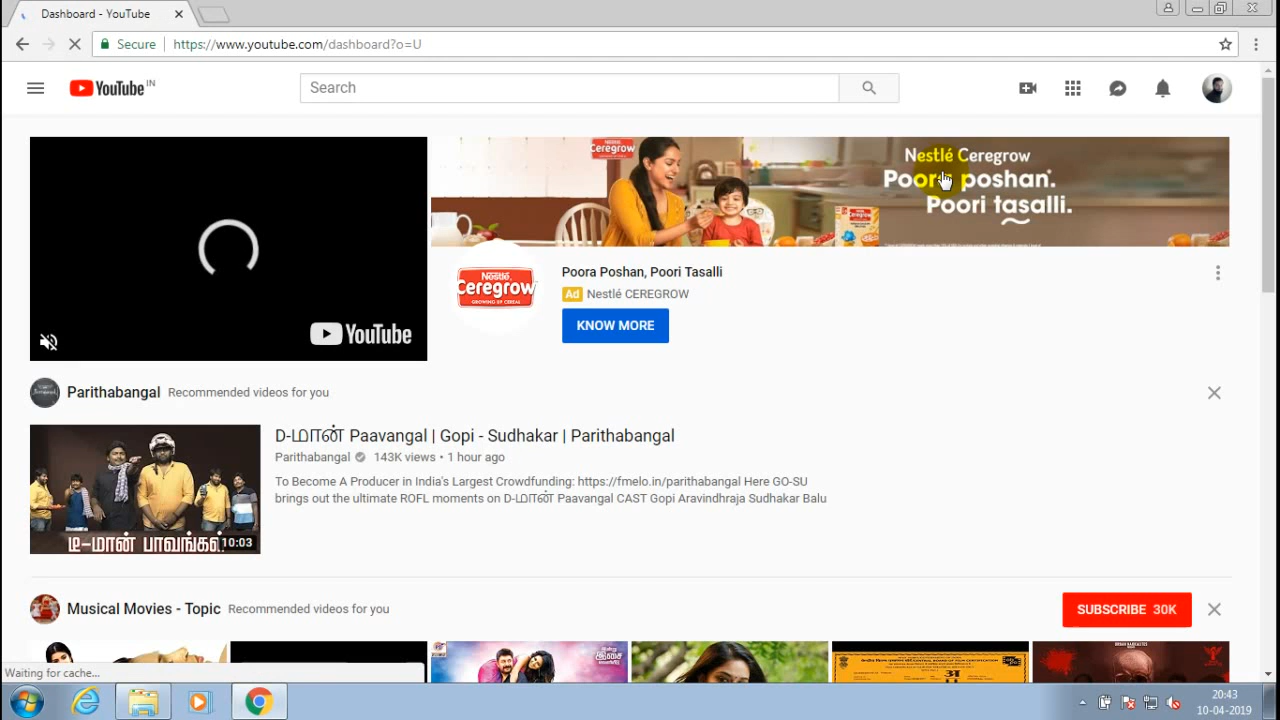 Dashboard - YouTube
Secure
https://www.youtube.com/dashboard?o=U
YouTube IN
Search
Nestlé Ceregrow
Poora poshan.
Poori tasalli.
Nestlé
Ceregrow
YouTube
Nestlé
Ceregrow
GROWING UP CEREAL
Poora Poshan, Poori Tasalli
Ad Nestlé CEREGROW
KNOW MORE
Parithabangal Recommended videos for you
D-மான் Paavangal | Gopi - Sudhakar | Parithabangal
Parithabangal 143K views • 1 hour ago
To Become A Producer in India's Largest Crowdfunding: https://fmelo.in/parithabangal Here GO-SU
brings out the ultimate ROFL moments on D-மான் Paavangal CAST Gopi Aravindhraja Sudhakar Balu
டீ-மான் பாவங்கள்
10:03
Musical Movies - Topic Recommended videos for you
SUBSCRIBE 30K
Waiting for cache...
20:43
10-04-2019